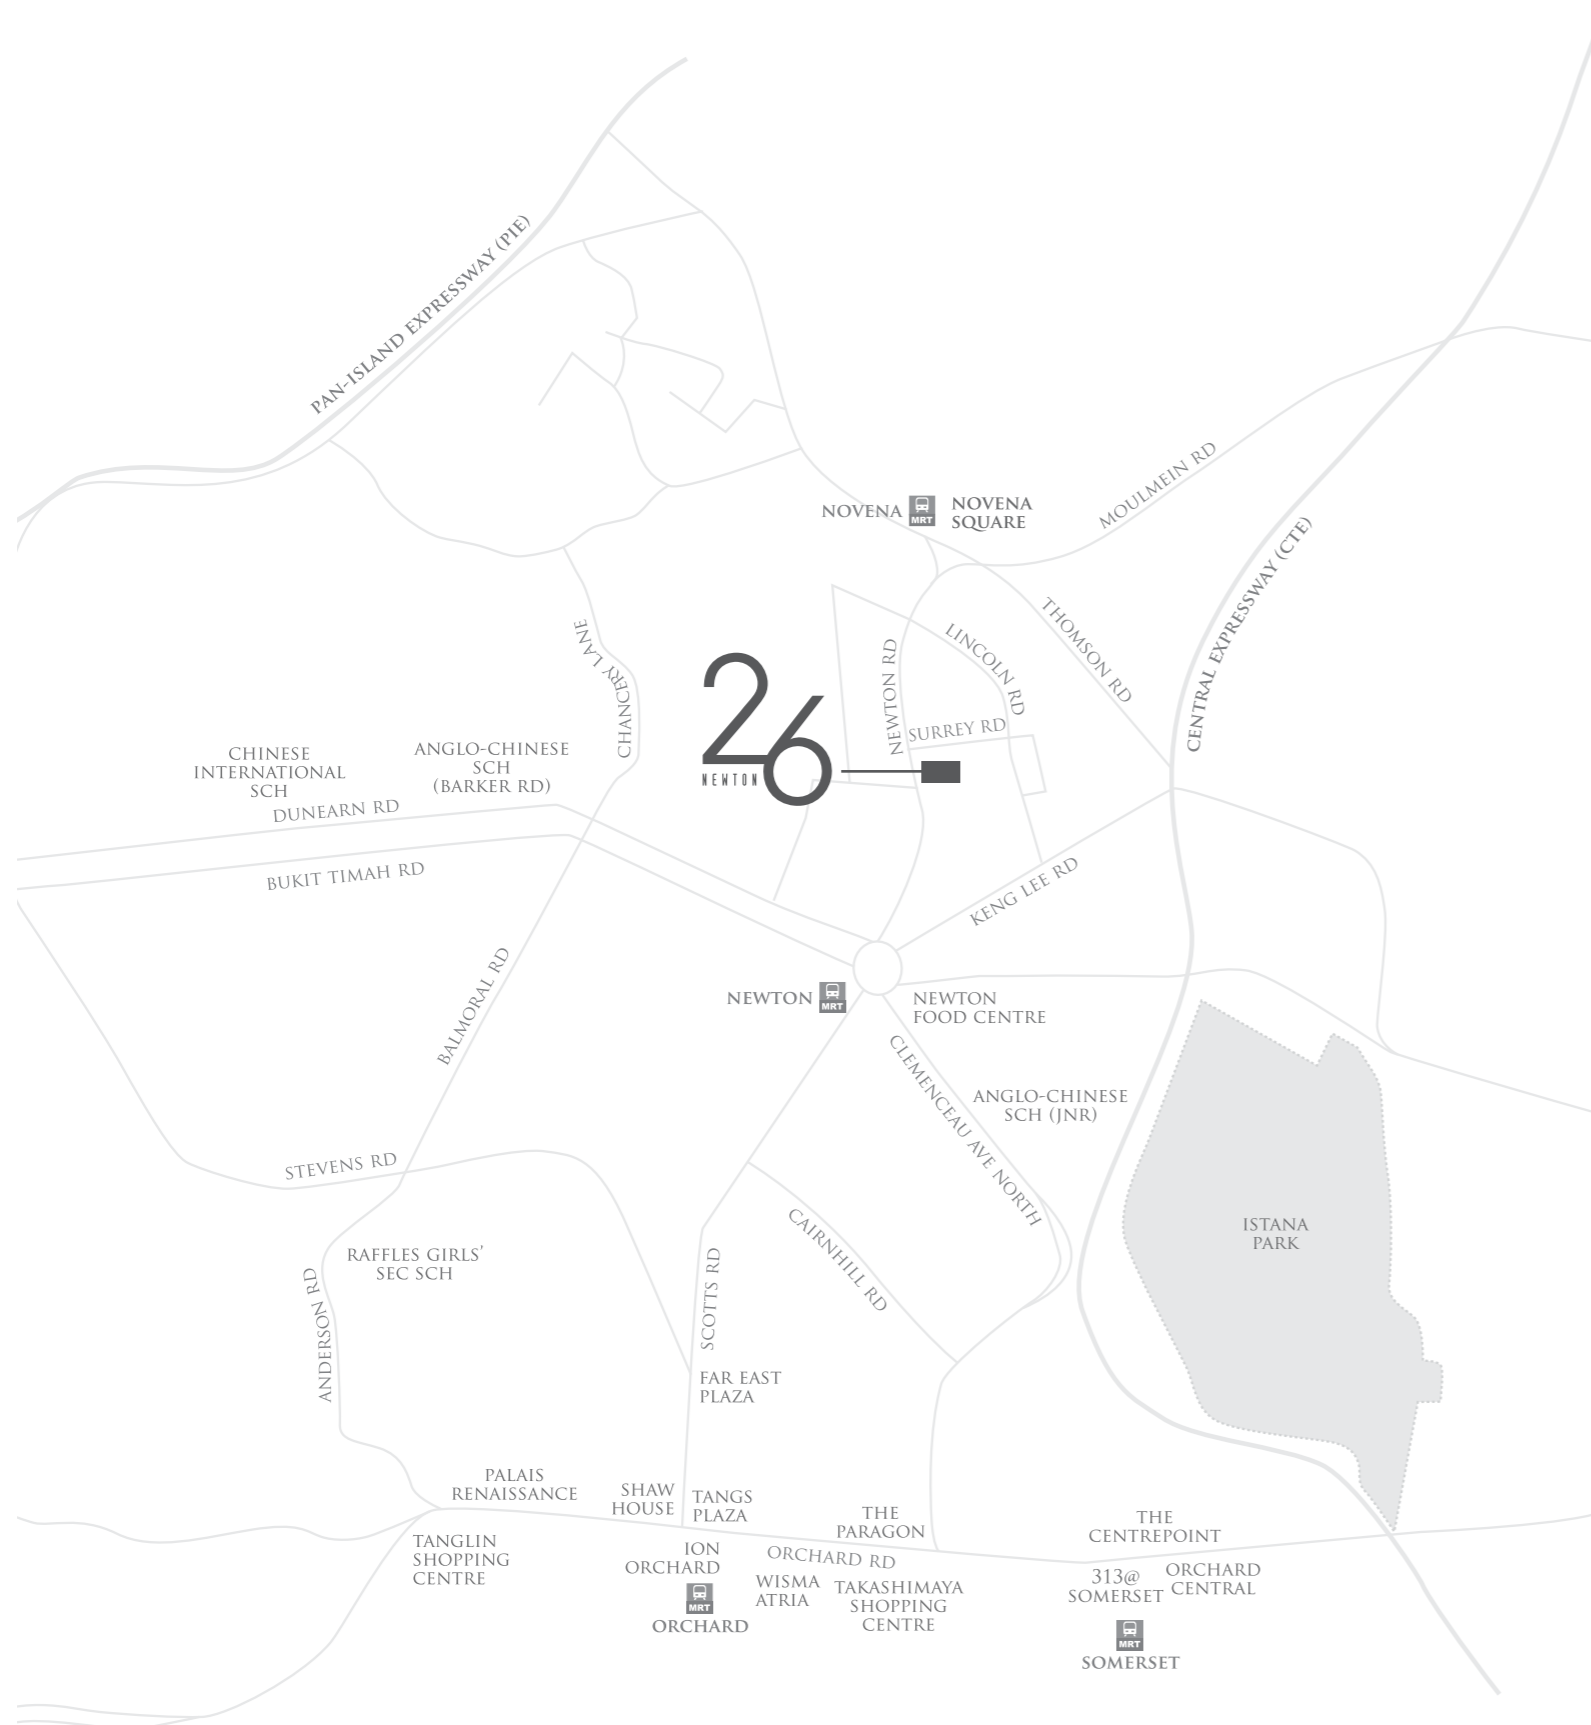 PAN-ISLAND EXPRESSWAY (PIE)
MOULMEIN RD
NOVENA
MRT
NOVENA
SQUARE
CENTRAL EXPRESSWAY (CTE)
THOMSON RD
LINCOLN RD
NEWTON RD
SURREY RD
CHANCERY LANE
26
NEWTON
CHINESE
INTERNATIONAL
SCH
ANGLO-CHINESE
SCH
(BARKER RD)
DUNEARN RD
BUKIT TIMAH RD
KENG LEE RD
BALMORAL RD
NEWTON
MRT
NEWTON
FOOD CENTRE
CLEMENCEAU AVE NORTH
ANGLO-CHINESE
SCH (JNR)
STEVENS RD
CAIRNHILL RD
ISTANA
PARK
RAFFLES GIRLS'
SEC SCH
ANDERSON RD
SCOTTS RD
FAR EAST
PLAZA
PALAIS
RENAISSANCE
SHAW
HOUSE
TANGS
PLAZA
THE
PARAGON
THE
CENTREPOINT
TANGLIN
SHOPPING
CENTRE
ION
ORCHARD
MRT
ORCHARD
ORCHARD RD
WISMA
ATRIA
TAKASHIMAYA
SHOPPING
CENTRE
313@
SOMERSET
ORCHARD
CENTRAL
MRT
SOMERSET